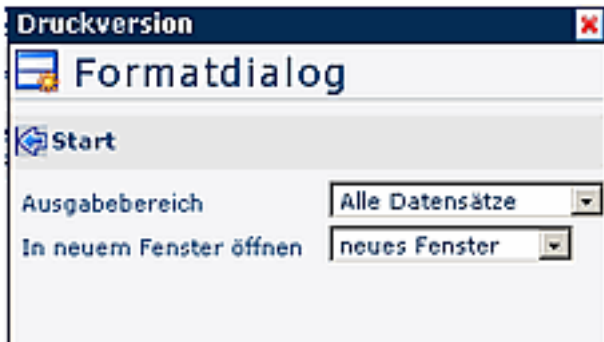 Druckversion
Formatdialog
Start
Ausgabebereich Alle Datensätze
In neuem Fenster öffnen neues Fenster